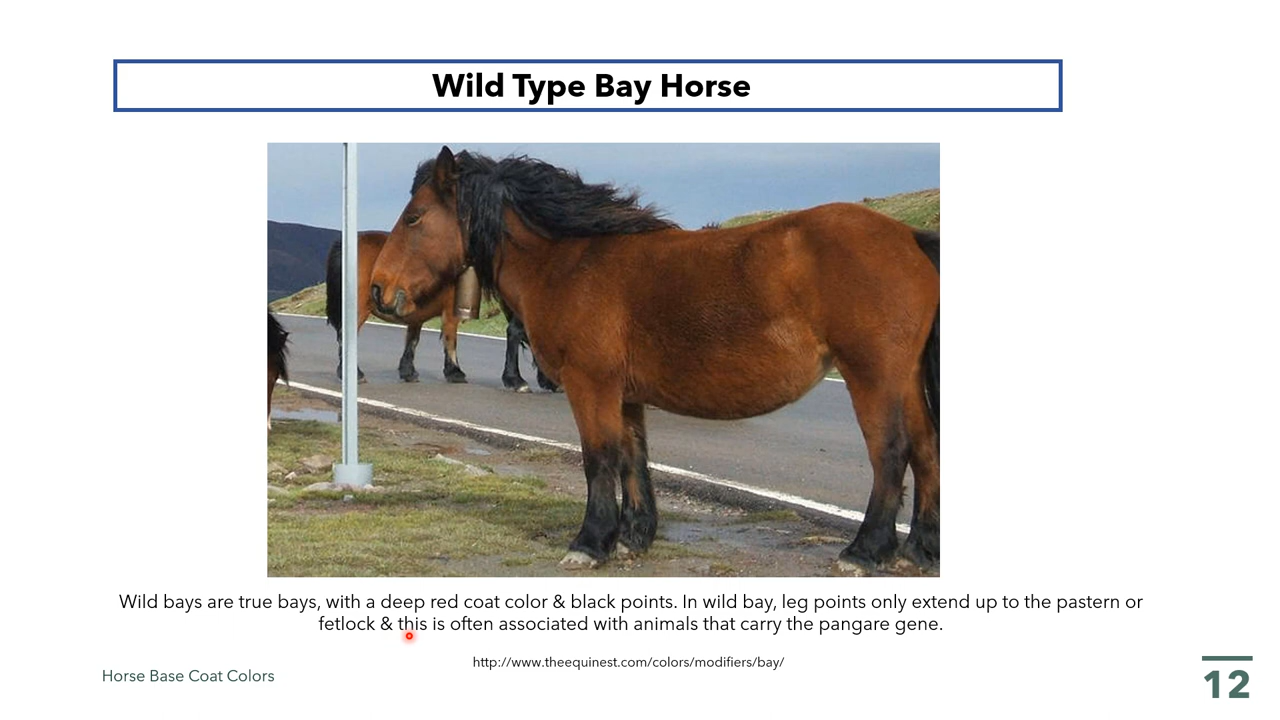 Wild Type Bay Horse
Wild bays are true bays, with a deep red coat color & black points. In wild bay, leg points only extend up to the pastern or
fetlock & this is often associated with animals that carry the pangare gene.
http://www.theequinest.com/colors/modifiers/bay/
Horse Base Coat Colors
12